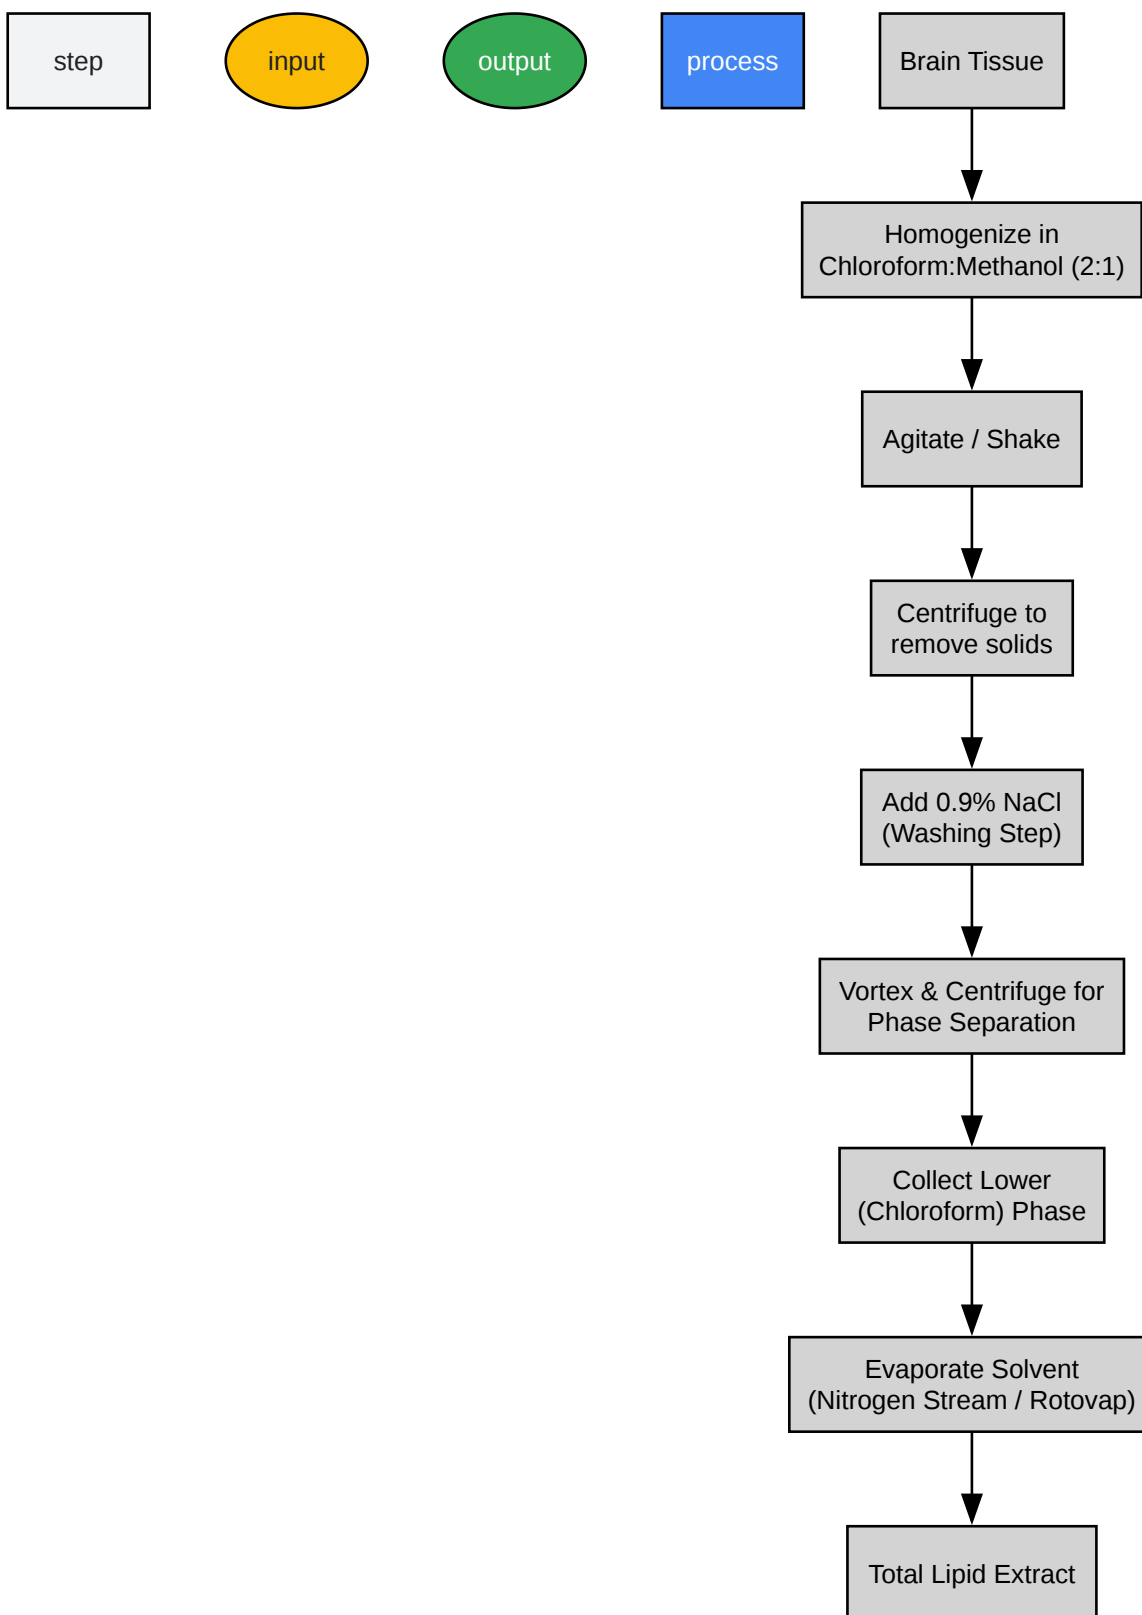 step
input
output
process
Brain Tissue
Homogenize in
Chloroform:Methanol (2:1)
Agitate / Shake
Centrifuge to
remove solids
Add 0.9% NaCl
(Washing Step)
Vortex & Centrifuge for
Phase Separation
Collect Lower
(Chloroform) Phase
Evaporate Solvent
(Nitrogen Stream / Rotovap)
Total Lipid Extract